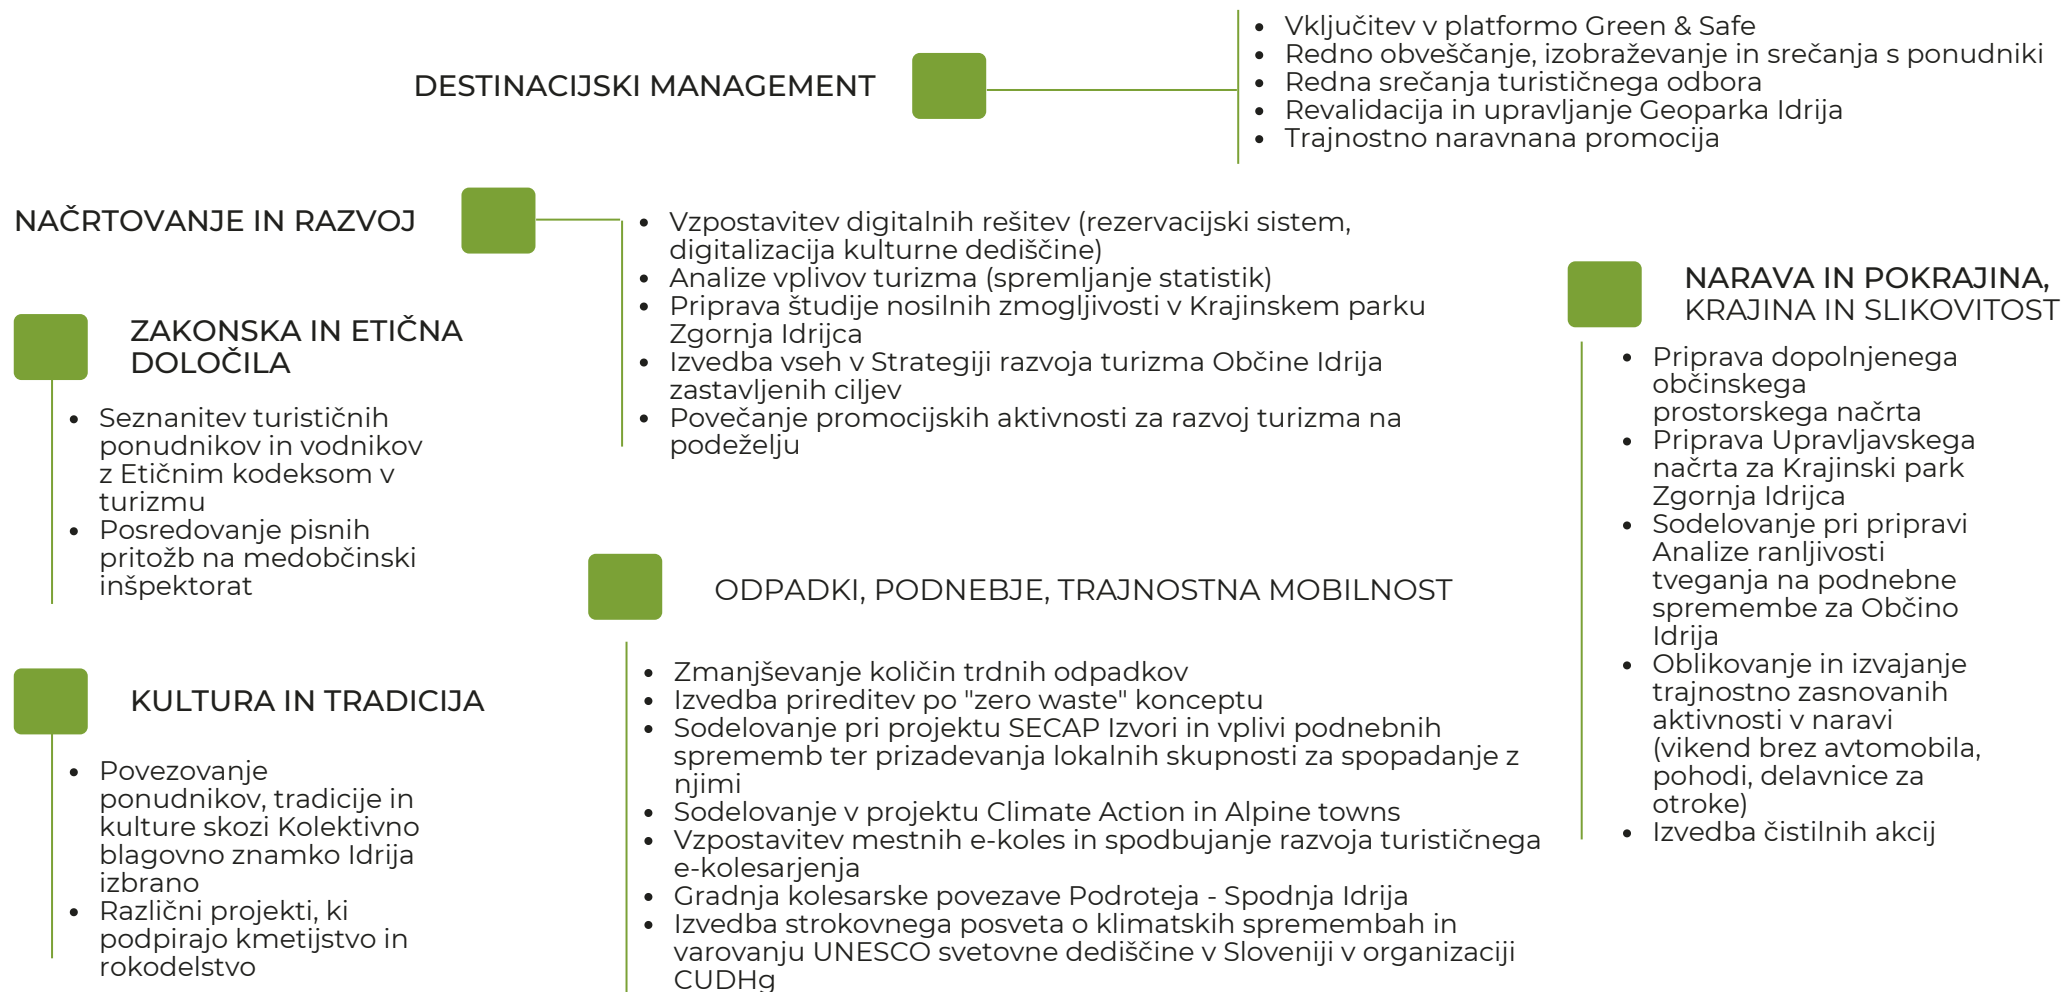 DESTINACIJSKI MANAGEMENT
• Vključitev v platformo Green & Safe
• Redno obveščanje, izobraževanje in srečanja s ponudniki
• Redna srečanja turističnega odbora
• Revalidacija in upravljanje Geoparka Idrija
• Trajnostno naravnana promocija
NAČRTOVANJE IN RAZVOJ
• Vzpostavitev digitalnih rešitev (rezervacijski sistem,
digitalizacija kulturne dediščine)
• Analize vplivov turizma (spremljanje statistik)
• Priprava študije nosilnih zmogljivosti v Krajinskem parku
Zgornja Idrijca
• Izvedba vseh v Strategiji razvoja turizma Občine Idrija
zastavljenih ciljev
• Povečanje promocijskih aktivnosti za razvoj turizma na
podeželju
ZAKONSKA IN ETIČNA
DOLOČILA
• Seznanitev turističnih
ponudnikov in vodnikov
z Etičnim kodeksom v
turizmu
• Posredovanje pisnih
pritožb na medobčinski
inšpektorat
NARAVA IN POKRAJINA,
KRAJINA IN SLIKOVITOST
• Priprava dopolnjenega
občinskega
prostorskega načrta
• Priprava Upravljavskega
načrta za Krajinski park
Zgornja Idrijca
• Sodelovanje pri pripravi
Analize ranljivosti
tveganja na podnebne
spremembe za Občino
Idrija
• Oblikovanje in izvajanje
trajnostno zasnovanih
aktivnosti v naravi
(vikend brez avtomobila,
pohodi, delavnice za
otroke)
• Izvedba čistilnih akcij
KULTURA IN TRADICIJA
• Povezovanje
ponudnikov, tradicije in
kulture skozi Kolektivno
blagovno znamko Idrija
izbrano
• Različni projekti, ki
podpirajo kmetijstvo in
rokodelstvo
ODPADKI, PODNEBJE, TRAJNOSTNA MOBILNOST
• Zmanjševanje količin trdnih odpadkov
• Izvedba prireditev po "zero waste" konceptu
• Sodelovanje pri projektu SECAP Izvori in vplivi podnebnih
sprememb ter prizadevanja lokalnih skupnosti za spopadanje z
njimi
• Sodelovanje v projektu Climate Action in Alpine towns
• Vzpostavitev mestnih e-koles in spodbujanje razvoja turističnega
e-kolesarjenja
• Gradnja kolesarske povezave Podroteja - Spodnja Idrija
• Izvedba strokovnega posveta o klimatskih spremembah in
varovanju UNESCO svetovne dediščine v Sloveniji v organizaciji
CUDHg